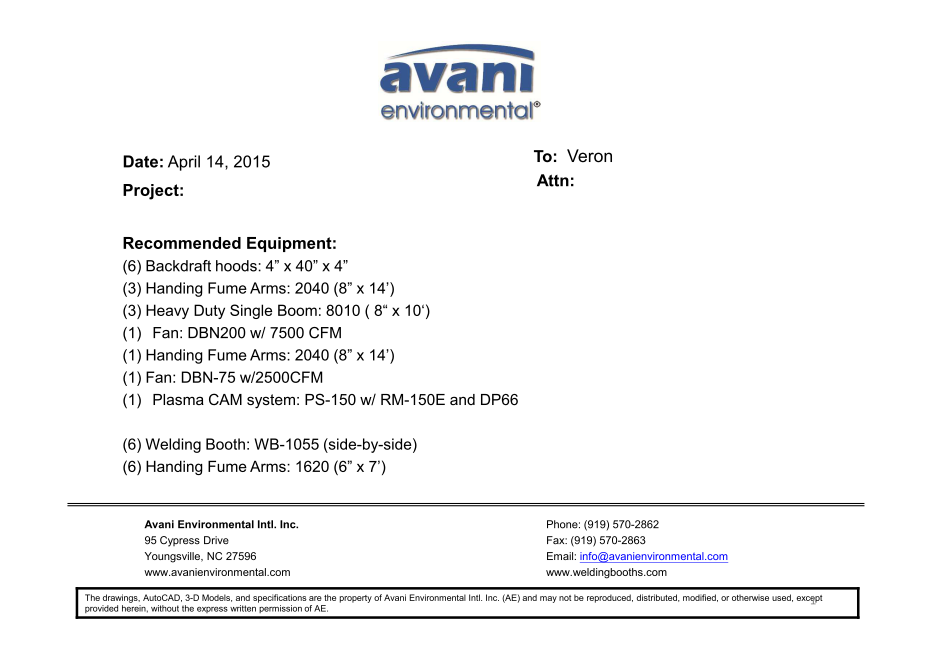 avani
environmental®
Date: April 14, 2015
To: Veron
Project:
Attn:
Recommended Equipment:
(6) Backdraft hoods: 4” x 40” x 4”
(3) Handing Fume Arms: 2040 (8” x 14’)
(3) Heavy Duty Single Boom: 8010 ( 8“ x 10‘)
(1) Fan: DBN200 w/ 7500 CFM
(1) Handing Fume Arms: 2040 (8” x 14’)
(1) Fan: DBN-75 w/2500CFM
(1) Plasma CAM system: PS-150 w/ RM-150E and DP66
(6) Welding Booth: WB-1055 (side-by-side)
(6) Handing Fume Arms: 1620 (6” x 7’)
Avani Environmental Intl. Inc.
95 Cypress Drive
Youngsville, NC 27596
www.avanienvironmental.com
Phone: (919) 570-2862
Fax: (919) 570-2863
Email: info@avanienvironmental.com
www.weldingbooths.com
The drawings, AutoCAD, 3-D Models, and specifications are the property of Avani Environmental Intl. Inc. (AE) and may not be reproduced, distributed, modified, or otherwise used, except
provided herein, without the express written permission of AE.